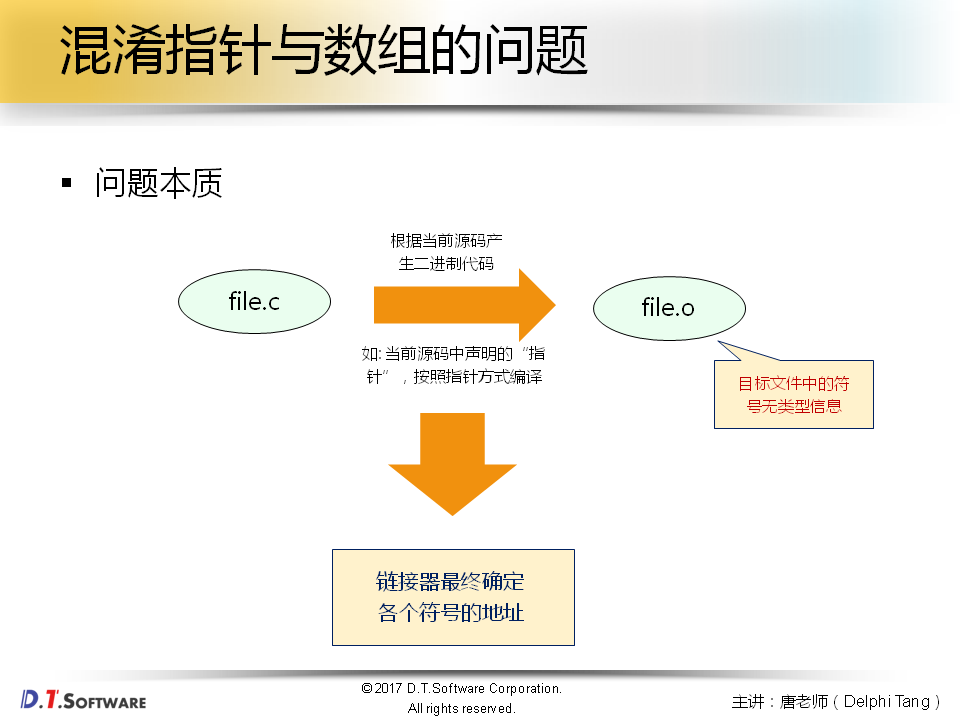 混淆指针与数组的问题
▪ 问题本质
根据当前源码产
生二进制代码
file.c
file.o
如: 当前源码中声明的“指
针”，按照指针方式编译
目标文件中的符
号无类型信息
链接器最终确定
各个符号的地址
D.T.SOFTWARE
©2017 D.T.Software Corporation.
All rights reserved.
主讲：唐老师（Delphi Tang）